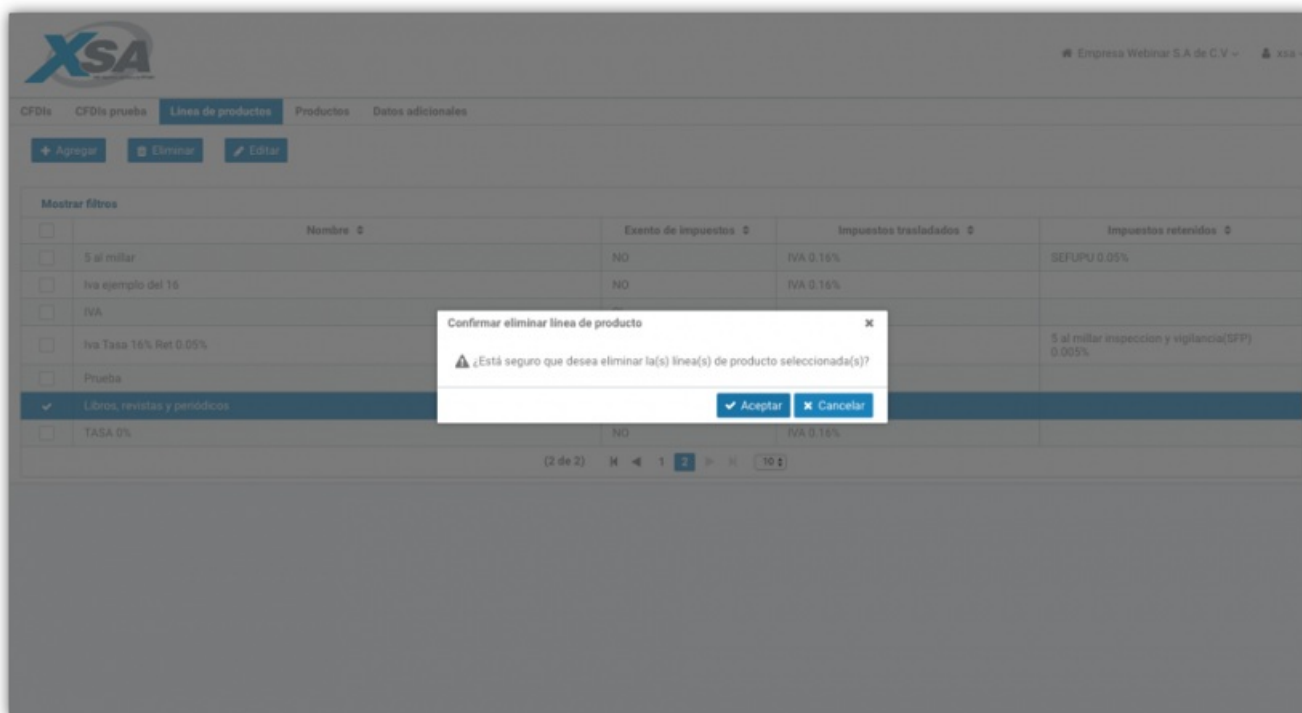 XSA
Empresa Webinar S.A de C.V
xsa
CFDIs CFDIs prueba Línea de productos Productos Datos adicionales
Agregar Eliminar Editar
Mostrar filtros
Nombre Exento de impuestos Impuestos trasladados Impuestos retenidos
5 al millar NO IVA 0.16% SEFUPU 0.05%
Iva ejemplo del 16 NO IVA 0.16%
IVA
Iva Tasa 16% Ret 0.05% 5 al millar inspeccion y vigilancia(SFP)
0.005%
Prueba
Libros, revistas y periódicos
TASA 0% NO IVA 0.16%
(2 de 2) 1 2 10
Confirmar eliminar línea de producto
¿Está seguro que desea eliminar la(s) línea(s) de producto seleccionada(s)?
Aceptar Cancelar